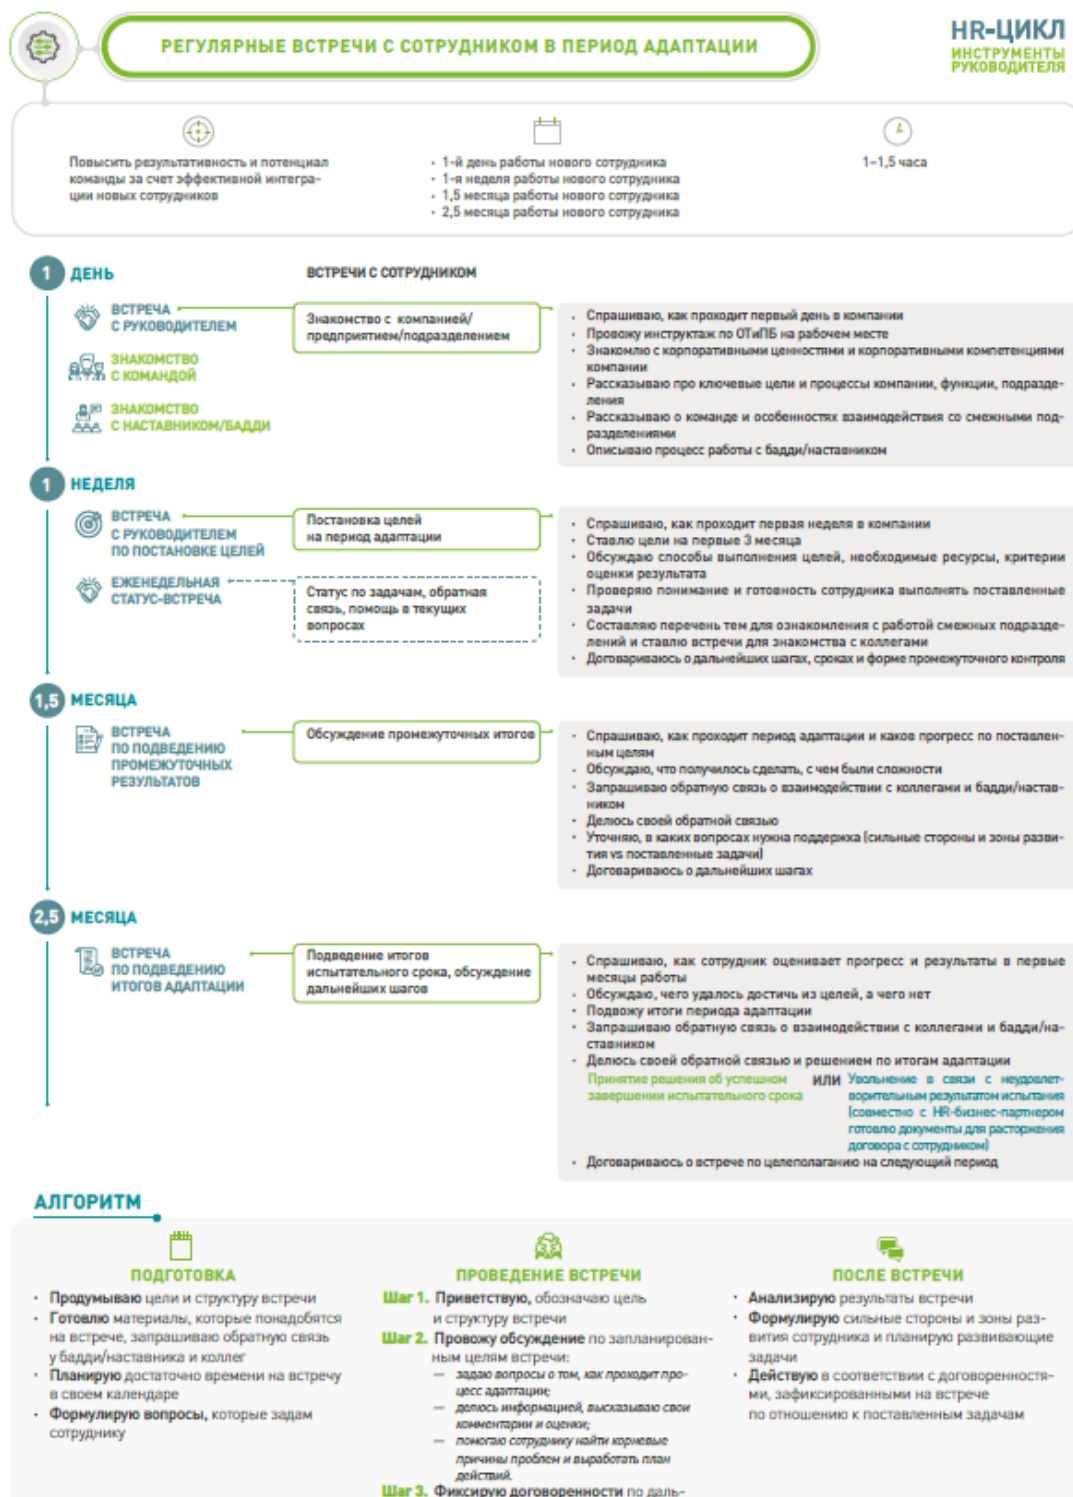 РЕГУЛЯРНЫЕ ВСТРЕЧИ С СОТРУДНИКОМ В ПЕРИОД АДАПТАЦИИ
HR-ЦИКЛ
ИНСТРУМЕНТЫ
РУКОВОДИТЕЛЯ
Повысить результативность и потенциал
команды за счет эффективной интегра-
ции новых сотрудников
• 1-й день работы нового сотрудника
• 1-я неделя работы нового сотрудника
• 1,5 месяца работы нового сотрудника
• 2,5 месяца работы нового сотрудника
1–1,5 часа
1 ДЕНЬ
ВСТРЕЧИ С СОТРУДНИКОМ
ВСТРЕЧА
С РУКОВОДИТЕЛЕМ
ЗНАКОМСТВО
С КОМАНДОЙ
ЗНАКОМСТВО
С НАСТАВНИКОМ/БАДДИ
Знакомство с компанией/
предприятием/подразделением
• Спрашиваю, как проходит первый день в компании
• Провожу инструктаж по ОТиПБ на рабочем месте
• Знакомлю с корпоративными ценностями и корпоративными компетенциями
компании
• Рассказываю про ключевые цели и процессы компании, функции, подразде-
ления
• Рассказываю о команде и особенностях взаимодействия со смежными под-
разделениями
• Описываю процесс работы с бадди/наставником
1 НЕДЕЛЯ
ВСТРЕЧА
С РУКОВОДИТЕЛЕМ
ПО ПОСТАНОВКЕ ЦЕЛЕЙ
ЕЖЕНЕДЕЛЬНАЯ
СТАТУС-ВСТРЕЧА
Постановка целей
на период адаптации
Статус по задачам, обратная
связь, помощь в текущих
вопросах
• Спрашиваю, как проходит первая неделя в компании
• Ставлю цели на первые 3 месяца
• Обсуждаю способы выполнения целей, необходимые ресурсы, критерии
оценки результата
• Проверяю понимание и готовность сотрудника выполнять поставленные
задачи
• Составляю перечень тем для ознакомления с работой смежных подразде-
лений и ставлю встречи для знакомства с коллегами
• Договариваюсь о дальнейших шагах, сроках и форме промежуточного контроля
1,5 МЕСЯЦА
ВСТРЕЧА
ПО ПОДВЕДЕНИЮ
ПРОМЕЖУТОЧНЫХ
РЕЗУЛЬТАТОВ
Обсуждение промежуточных итогов
• Спрашиваю, как проходит период адаптации и каков прогресс по поставлен-
ным целям
• Обсуждаю, что получилось сделать, с чем были сложности
• Запрашиваю обратную связь о взаимодействии с коллегами и бадди/настав-
ником
• Делюсь своей обратной связью
• Уточняю, в каких вопросах нужна поддержка (сильные стороны и зоны разви-
тия vs поставленные задачи)
• Договариваюсь о дальнейших шагах
2,5 МЕСЯЦА
ВСТРЕЧА
ПО ПОДВЕДЕНИЮ
ИТОГОВ АДАПТАЦИИ
Подведение итогов
испытательного срока, обсуждение
дальнейших шагов
• Спрашиваю, как сотрудник оценивает прогресс и результаты в первые
месяцы работы
• Обсуждаю, чего удалось достичь из целей, а чего нет
• Подвожу итоги периода адаптации
• Запрашиваю обратную связь о взаимодействии с коллегами и бадди/на-
ставником
• Делюсь своей обратной связью и решением по итогам адаптации
Принятие решения об успешном
завершении испытательного срока
ИЛИ
Увольнение в связи с неудовлет-
ворительным результатом испытания
(совместно с HR-бизнес-партнером
готовлю документы для расторжения
договора с сотрудником)
• Договариваюсь о встрече по целеполаганию на следующий период
АЛГОРИТМ
ПОДГОТОВКА
• Продумываю цели и структуру встречи
• Готовлю материалы, которые понадобятся
на встрече, запрашиваю обратную связь
у бадди/наставника и коллег
• Планирую достаточно времени на встречу
в своем календаре
• Формулирую вопросы, которые задам
сотруднику
ПРОВЕДЕНИЕ ВСТРЕЧИ
Шаг 1. Приветствую, обозначаю цель
и структуру встречи
Шаг 2. Провожу обсуждение по запланирован-
ным целям встречи:
— задаю вопросы о том, как проходит про-
цесс адаптации;
— делюсь информацией, высказываю свои
комментарии и оценки;
— помогаю сотруднику найти корневые
причины проблем и выработать план
действий.
Шаг 3. Фиксирую договоренности по даль-
ПОСЛЕ ВСТРЕЧИ
• Анализирую результаты встречи
• Формулирую сильные стороны и зоны раз-
вития сотрудника и планирую развивающие
задачи
• Действую в соответствии с договоренностя-
ми, зафиксированными на встрече
по отношению к поставленным задачам